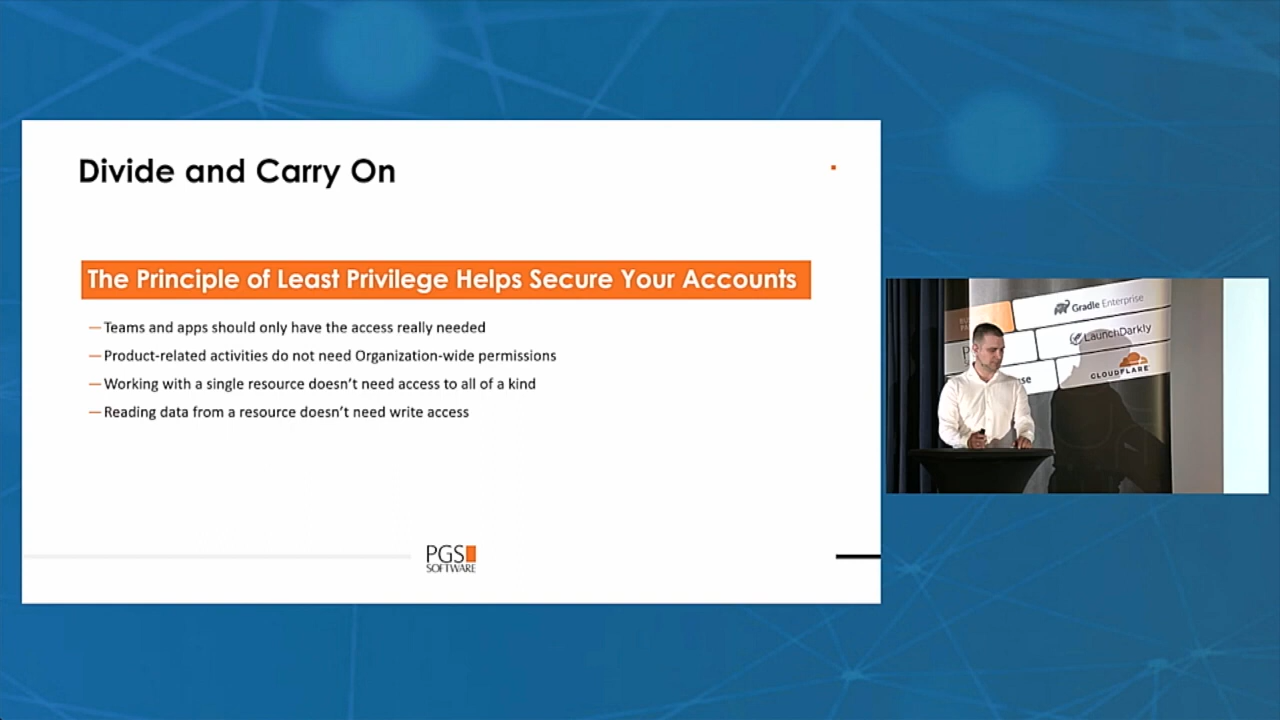 Divide and Carry On
The Principle of Least Privilege Helps Secure Your Accounts
—Teams and apps should only have the access really needed
—Product-related activities do not need Organization-wide permissions
—Working with a single resource doesn't need access to all of a kind
—Reading data from a resource doesn't need write access
PGS
SOFTWARE
Gradle Enterprise
LaunchDarkly
CLOUDFLARE